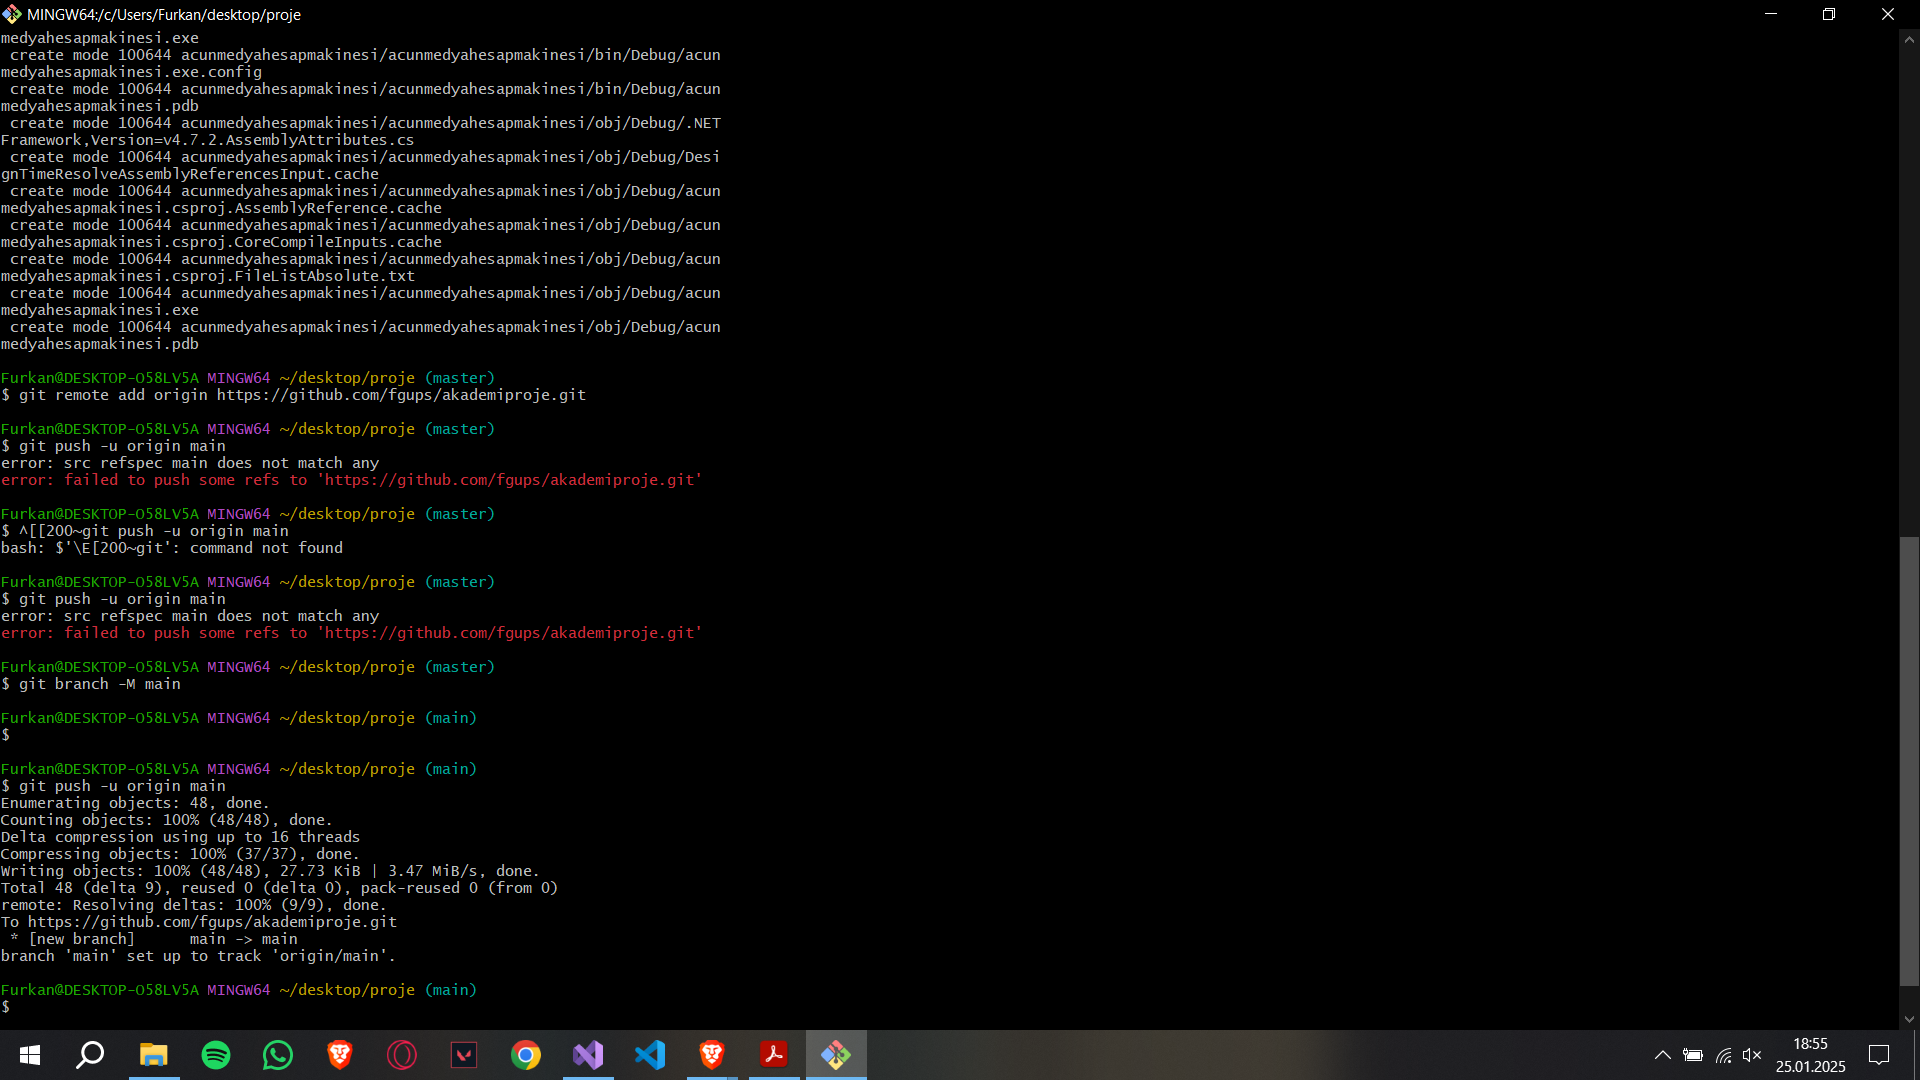 MINGW64:/c/Users/Furkan/desktop/proje
medyahesapmakinesi.exe
 create mode 100644 acunmedyahesapmakinesi/acunmedyahesapmakinesi/bin/Debug/acun
medyahesapmakinesi.exe.config
 create mode 100644 acunmedyahesapmakinesi/acunmedyahesapmakinesi/bin/Debug/acun
medyahesapmakinesi.pdb
 create mode 100644 acunmedyahesapmakinesi/acunmedyahesapmakinesi/obj/Debug/.NET
Framework,Version=v4.7.2.AssemblyAttributes.cs
 create mode 100644 acunmedyahesapmakinesi/acunmedyahesapmakinesi/obj/Debug/Desi
gnTimeResolveAssemblyReferencesInput.cache
 create mode 100644 acunmedyahesapmakinesi/acunmedyahesapmakinesi/obj/Debug/acun
medyahesapmakinesi.csproj.AssemblyReference.cache
 create mode 100644 acunmedyahesapmakinesi/acunmedyahesapmakinesi/obj/Debug/acun
medyahesapmakinesi.csproj.CoreCompileInputs.cache
 create mode 100644 acunmedyahesapmakinesi/acunmedyahesapmakinesi/obj/Debug/acun
medyahesapmakinesi.csproj.FileListAbsolute.txt
 create mode 100644 acunmedyahesapmakinesi/acunmedyahesapmakinesi/obj/Debug/acun
medyahesapmakinesi.exe
 create mode 100644 acunmedyahesapmakinesi/acunmedyahesapmakinesi/obj/Debug/acun
medyahesapmakinesi.pdb
Furkan@DESKTOP-O58LV5A MINGW64 ~/desktop/proje (master)
$ git remote add origin https://github.com/fgups/akademiproje.git
Furkan@DESKTOP-O58LV5A MINGW64 ~/desktop/proje (master)
$ git push -u origin main
error: src refspec main does not match any
error: failed to push some refs to 'https://github.com/fgups/akademiproje.git'
Furkan@DESKTOP-O58LV5A MINGW64 ~/desktop/proje (master)
$ ^[[200~git push -u origin main
bash: $'\E[200~git': command not found
Furkan@DESKTOP-O58LV5A MINGW64 ~/desktop/proje (master)
$ git push -u origin main
error: src refspec main does not match any
error: failed to push some refs to 'https://github.com/fgups/akademiproje.git'
Furkan@DESKTOP-O58LV5A MINGW64 ~/desktop/proje (master)
$ git branch -M main
Furkan@DESKTOP-O58LV5A MINGW64 ~/desktop/proje (main)
$
Furkan@DESKTOP-O58LV5A MINGW64 ~/desktop/proje (main)
$ git push -u origin main
Enumerating objects: 48, done.
Counting objects: 100% (48/48), done.
Delta compression using up to 16 threads
Compressing objects: 100% (37/37), done.
Writing objects: 100% (48/48), 27.73 KiB | 3.47 MiB/s, done.
Total 48 (delta 9), reused 0 (delta 0), pack-reused 0 (from 0)
remote: Resolving deltas: 100% (9/9), done.
To https://github.com/fgups/akademiproje.git
 * [new branch]      main -> main
branch 'main' set up to track 'origin/main'.
Furkan@DESKTOP-O58LV5A MINGW64 ~/desktop/proje (main)
$
18:55
25.01.2025